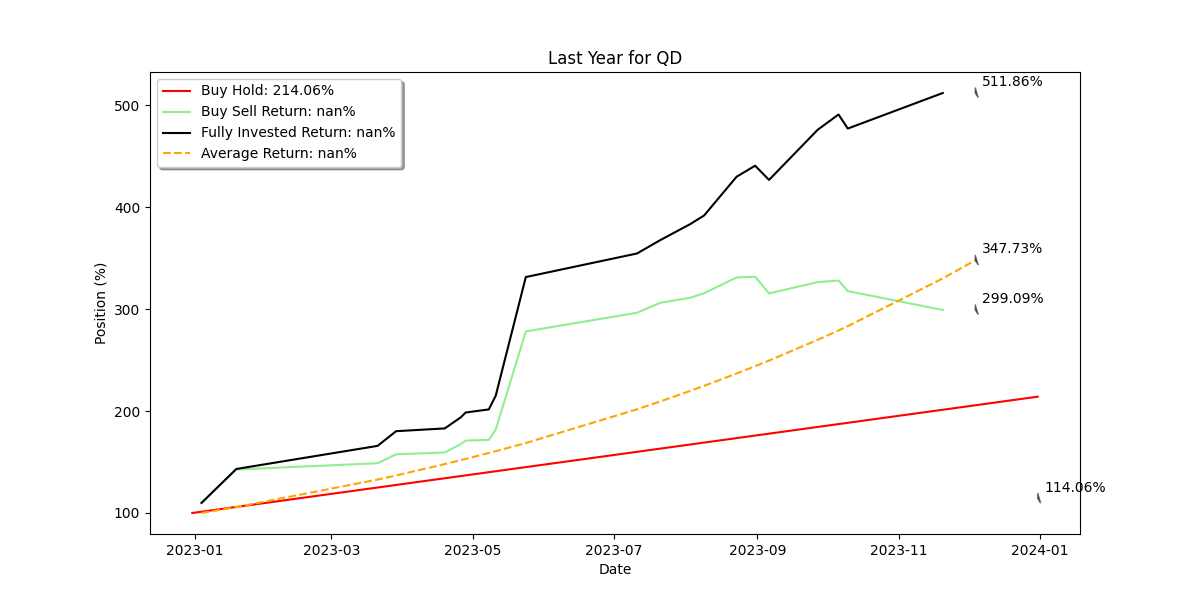 Last Year for QD
Buy Hold: 214.06%
Buy Sell Return: nan%
Fully Invested Return: nan%
Average Return: nan%
511.86%
347.73%
299.09%
114.06%
Position (%)
500
400
300
200
100
2023-01
2023-03
2023-05
2023-07
2023-09
2023-11
2024-01
Date